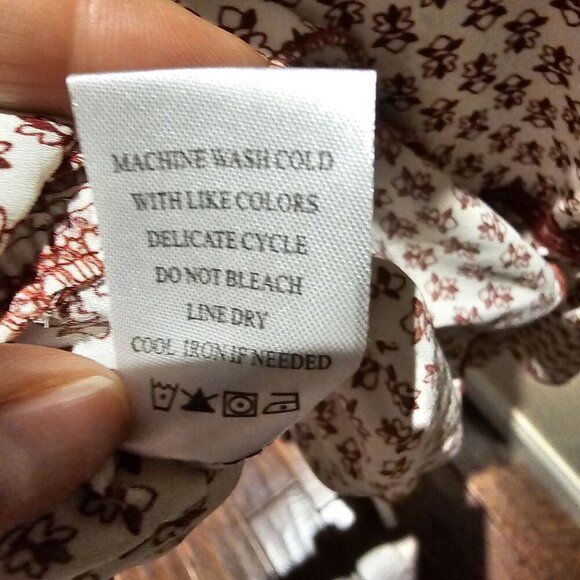 MACHINE WASH COLD
WITH LIKE COLORS
DELICATE CYCLE
DO NOT BLEACH
LINE DRY
COOL IRON IF NEEDED